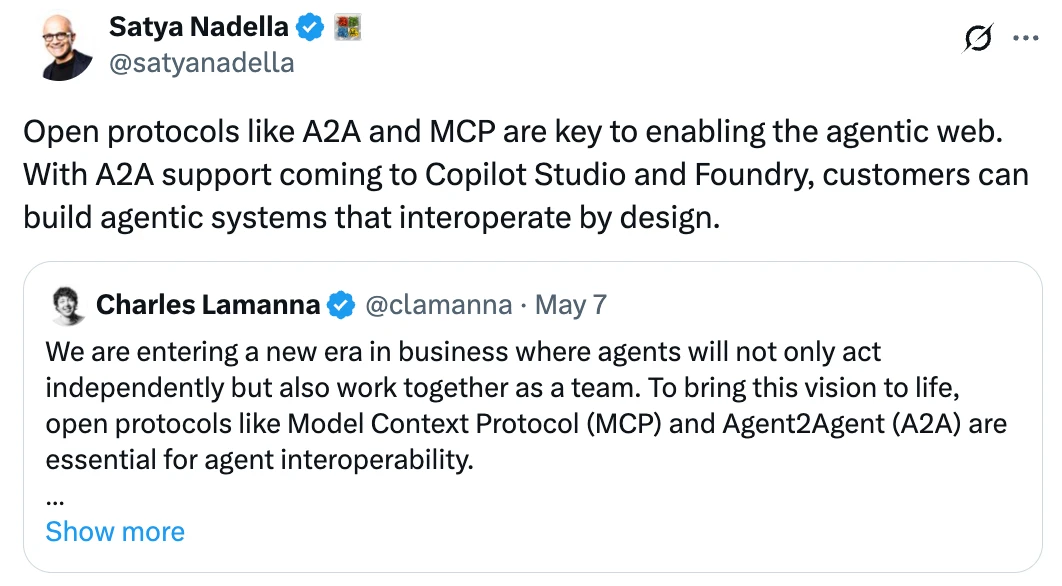 Satya Nadella
@satyanadella
Open protocols like A2A and MCP are key to enabling the agentic web.
With A2A support coming to Copilot Studio and Foundry, customers can
build agentic systems that interoperate by design.
Charles Lamanna @clamanna · May 7
We are entering a new era in business where agents will not only act
independently but also work together as a team. To bring this vision to life,
open protocols like Model Context Protocol (MCP) and Agent2Agent (A2A) are
essential for agent interoperability.
...
Show more